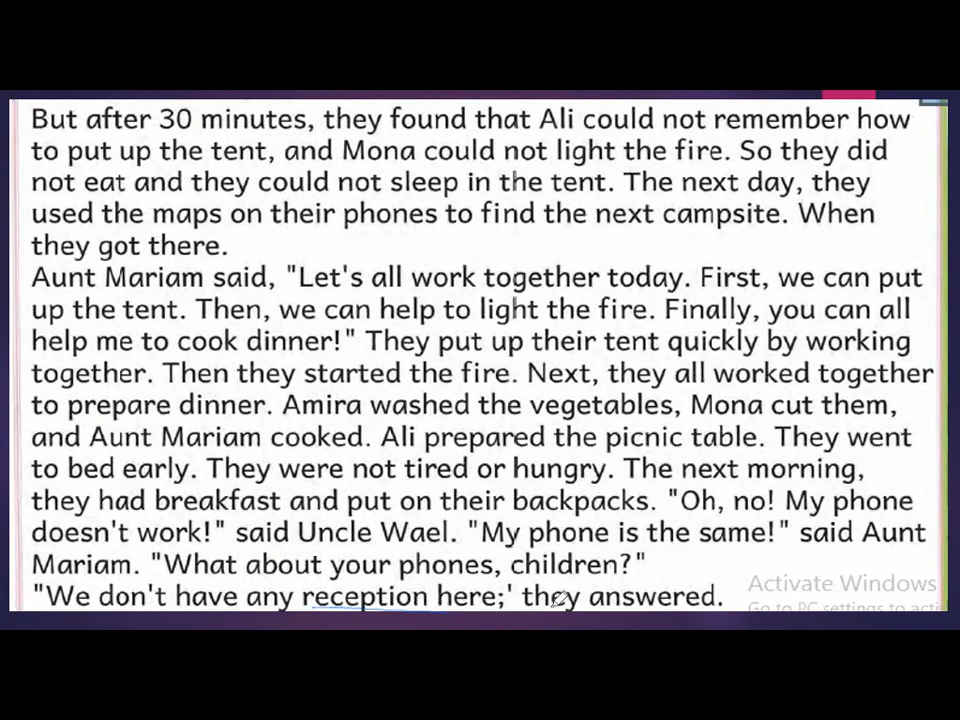 But after 30 minutes, they found that Ali could not remember how
to put up the tent, and Mona could not light the fire. So they did
not eat and they could not sleep in the tent. The next day, they
used the maps on their phones to find the next campsite. When
they got there.
Aunt Mariam said, "Let's all work together today. First, we can put
up the tent. Then, we can help to light the fire. Finally, you can all
help me to cook dinner!" They put up their tent quickly by working
together. Then they started the fire. Next, they all worked together
to prepare dinner. Amira washed the vegetables, Mona cut them,
and Aunt Mariam cooked. Ali prepared the picnic table. They went
to bed early. They were not tired or hungry. The next morning,
they had breakfast and put on their backpacks. "Oh, no! My phone
doesn't work!" said Uncle Wael. "My phone is the same!" said Aunt
Mariam. "What about your phones, children?"
"We don't have any reception here;' they answered.
Activate Windows
Go to PC settings to acti